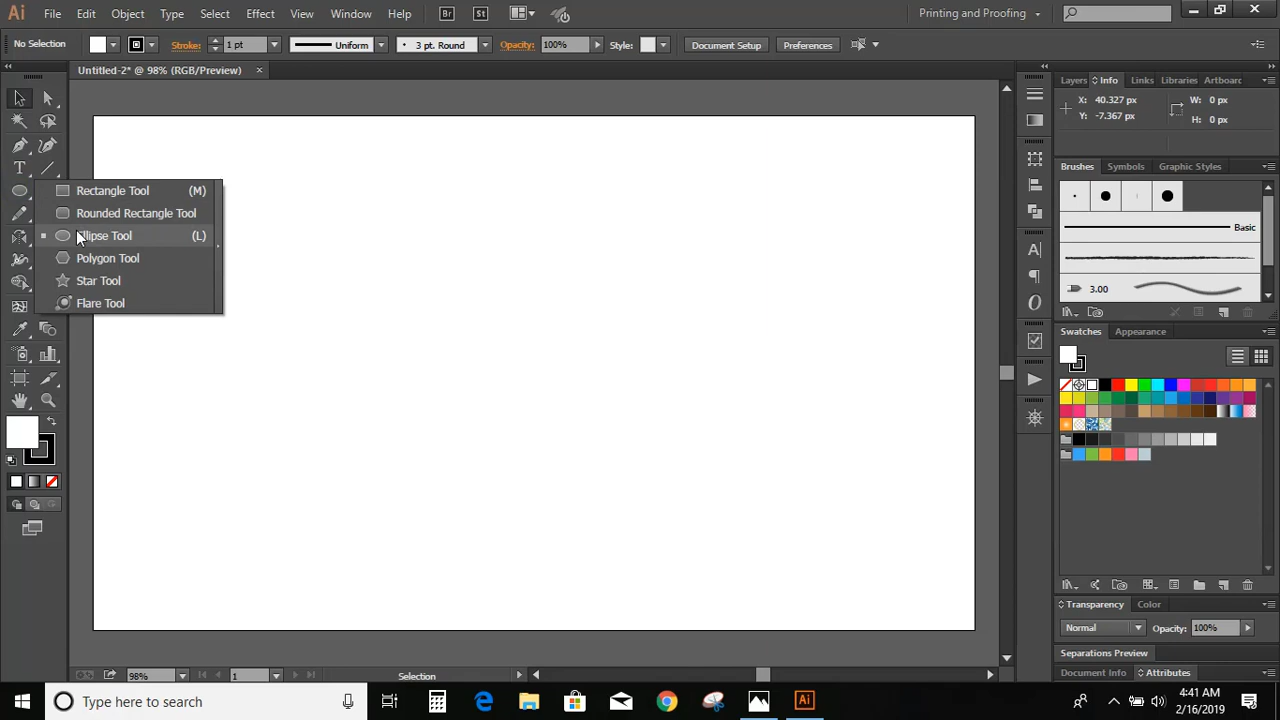 Ai File Edit Object Type Select Effect View Window Help Br St Printing and Proofing
No Selection Stroke: 1 pt Uniform 3 pt. Round Opacity: 100% Style: Document Setup Preferences
Untitled-2* @ 98% (RGB/Preview)
Layers Info Links Libraries Artboarc
X: 40.327 px W: 0 px
Y: -7.367 px H: 0 px
Brushes Symbols Graphic Styles
Basic
3.00
Rectangle Tool (M)
Rounded Rectangle Tool
llipse Tool (L)
Polygon Tool
Star Tool
Flare Tool
Swatches Appearance
Transparency Color
Normal Opacity: 100%
Separations Preview
Document Info Attributes
98% 1 Selection
Type here to search Ai 4:41 AM
2/16/2019